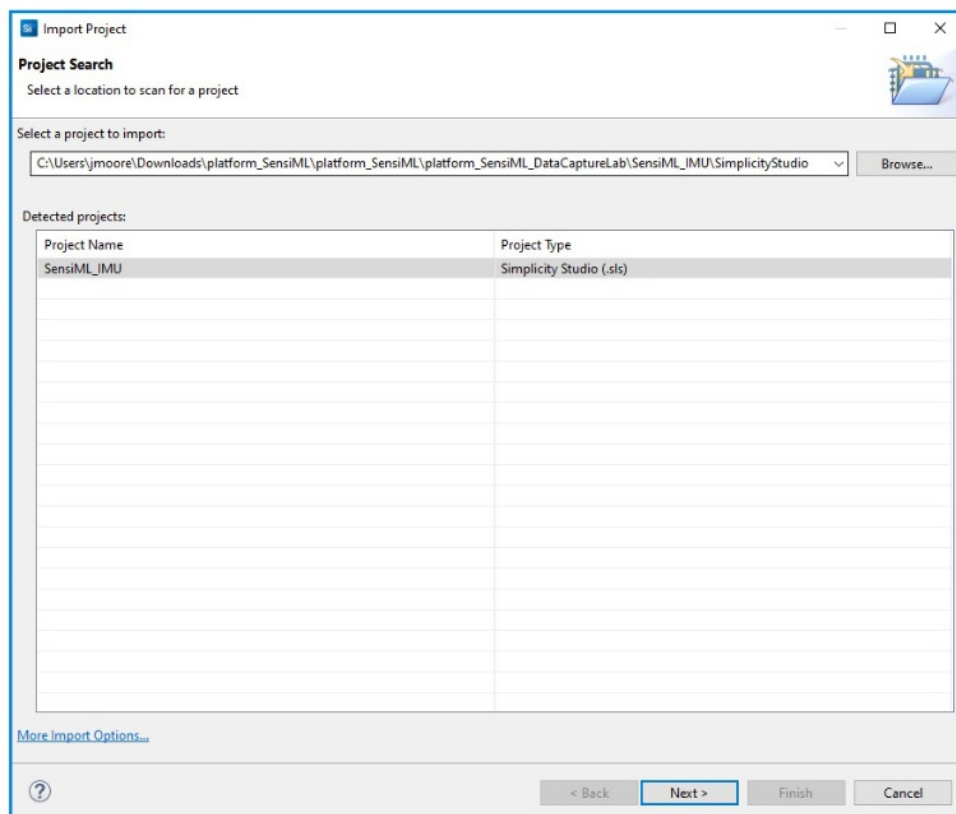 Si Import Project
Project Search
Select a location to scan for a project
Select a project to import:
C:\Users\jmoore\Downloads\platform_SensiML\platform_SensiML\platform_SensiML_DataCaptureLab\SensiML_IMU\SimplicityStudio Browse...
Detected projects:
Project Name Project Type
SensiML_IMU Simplicity Studio (.sls)
More Import Options...
? < Back Next > Finish Cancel